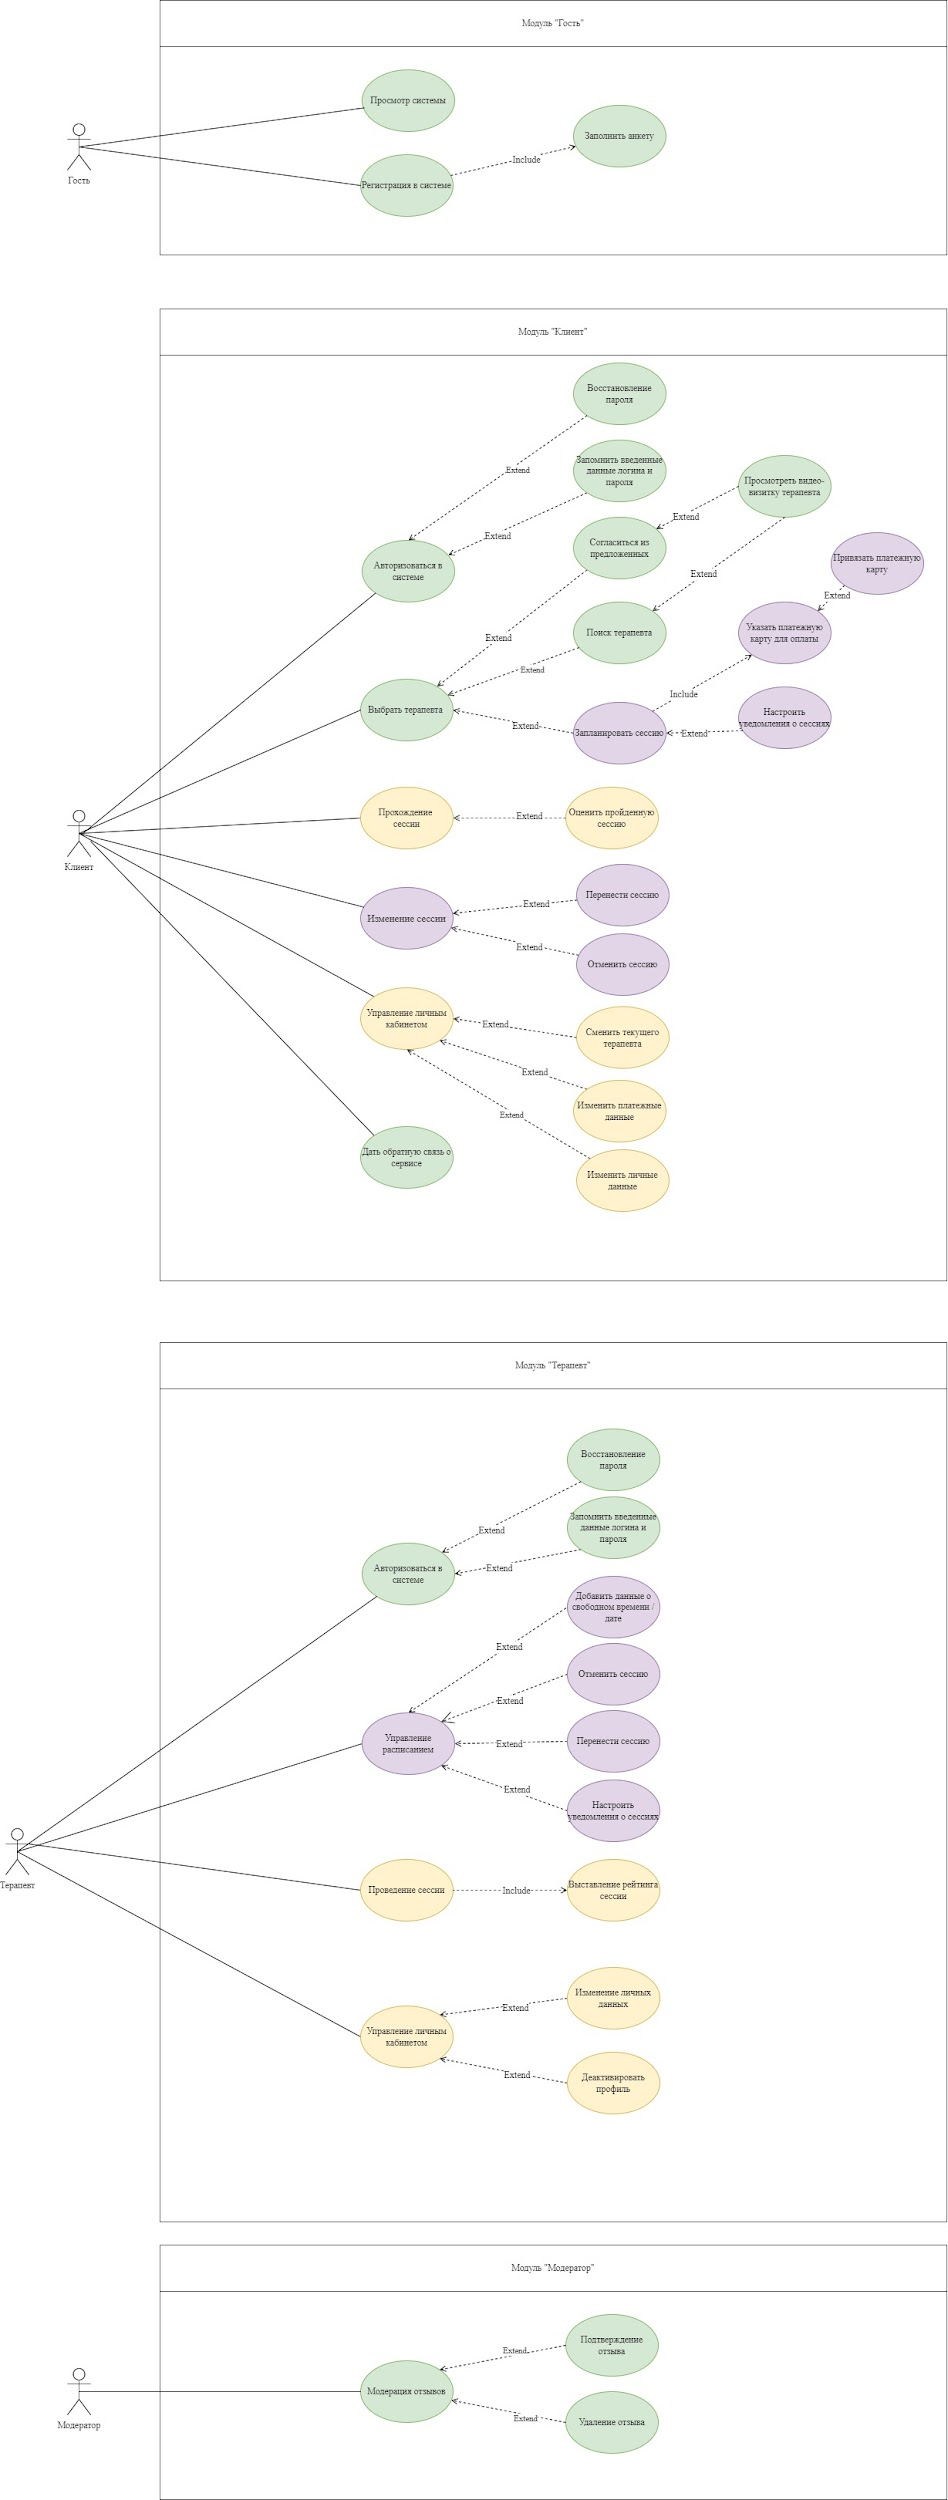 Модуль "Гость"
Просмотр системы
Заполнить анкету
Include
Гость
Регистрация в системе
Модуль "Клиент"
Восстановление
пароля
Extend
Запомнить введенные
данные логина и
пароля
Просмотреть видео-
визитку терапевта
Extend
Extend
Согласиться из
предложенных
Привязать платежную
карту
Авторизоваться в
системе
Extend
Extend
Extend
Поиск терапевта
Указать платежную
карту для оплаты
Extend
Include
Выбрать терапевта
Extend
Запланировать сессию
Extend
Настроить
уведомления о сессиях
Прохождение
сессии
Extend
Оценить пройденную
сессию
Клиент
Изменение сессии
Extend
Перенести сессию
Extend
Отменить сессию
Управление личным
кабинетом
Extend
Сменить текущего
терапевта
Extend
Изменить платежные
данные
Extend
Дать обратную связь о
сервисе
Изменить личные
данные
Модуль "Терапевт"
Восстановление
пароля
Extend
Запомнить введенные
данные логина и
пароля
Авторизоваться в
системе
Extend
Добавить данные о
свободном времени /
дате
Extend
Отменить сессию
Extend
Управление
расписанием
Extend
Перенести сессию
Extend
Настроить
уведомления о сессиях
Терапевт
Проведение сессии
Include
Выставление рейтинга
сессии
Изменение личных
данных
Extend
Управление личным
кабинетом
Extend
Деактивировать
профиль
Модуль "Модератор"
Подтверждение
отзыва
Extend
Модератор
Модерация отзывов
Extend
Удаление отзыва